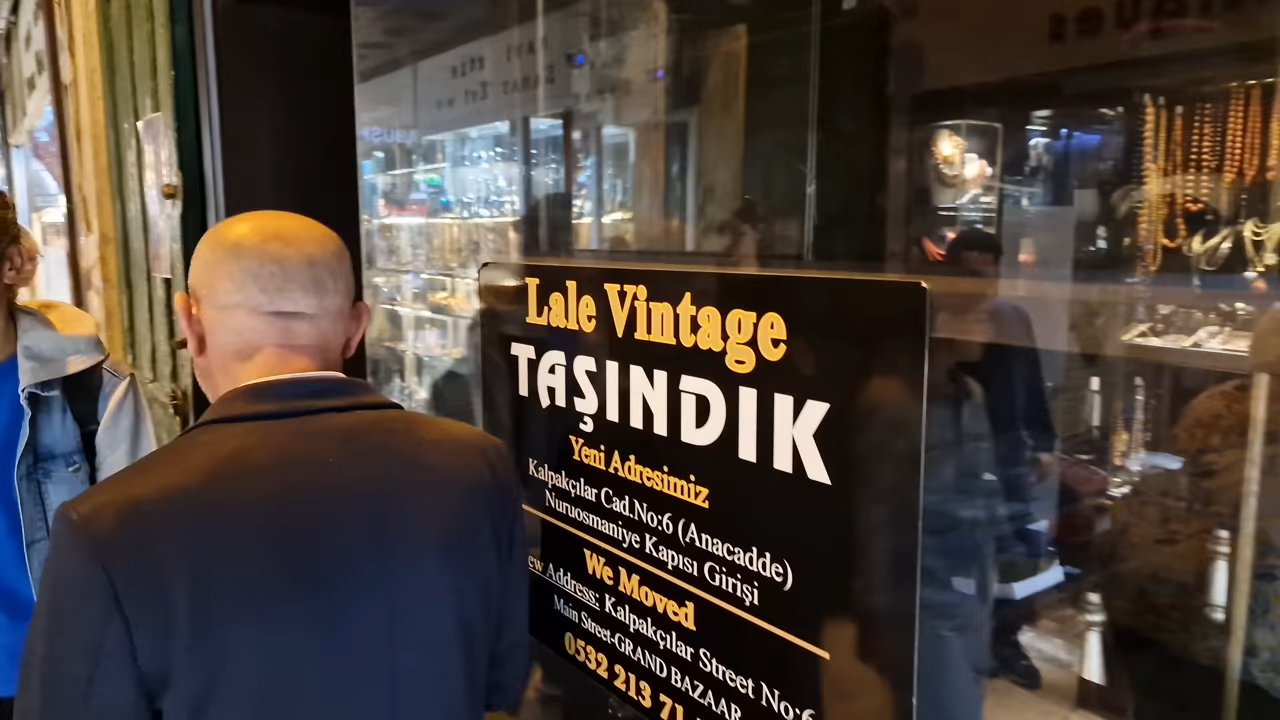 Lale Vintage
TAŞINDIK
Yeni Adresimiz
Kalpakçılar Cad.No:6 (Anacadde)
Nuruosmaniye Kapısı Girişi
We Moved
Address: Kalpakçılar Street No:6
Main Street-GRAND BAZAAR
0532 213 71